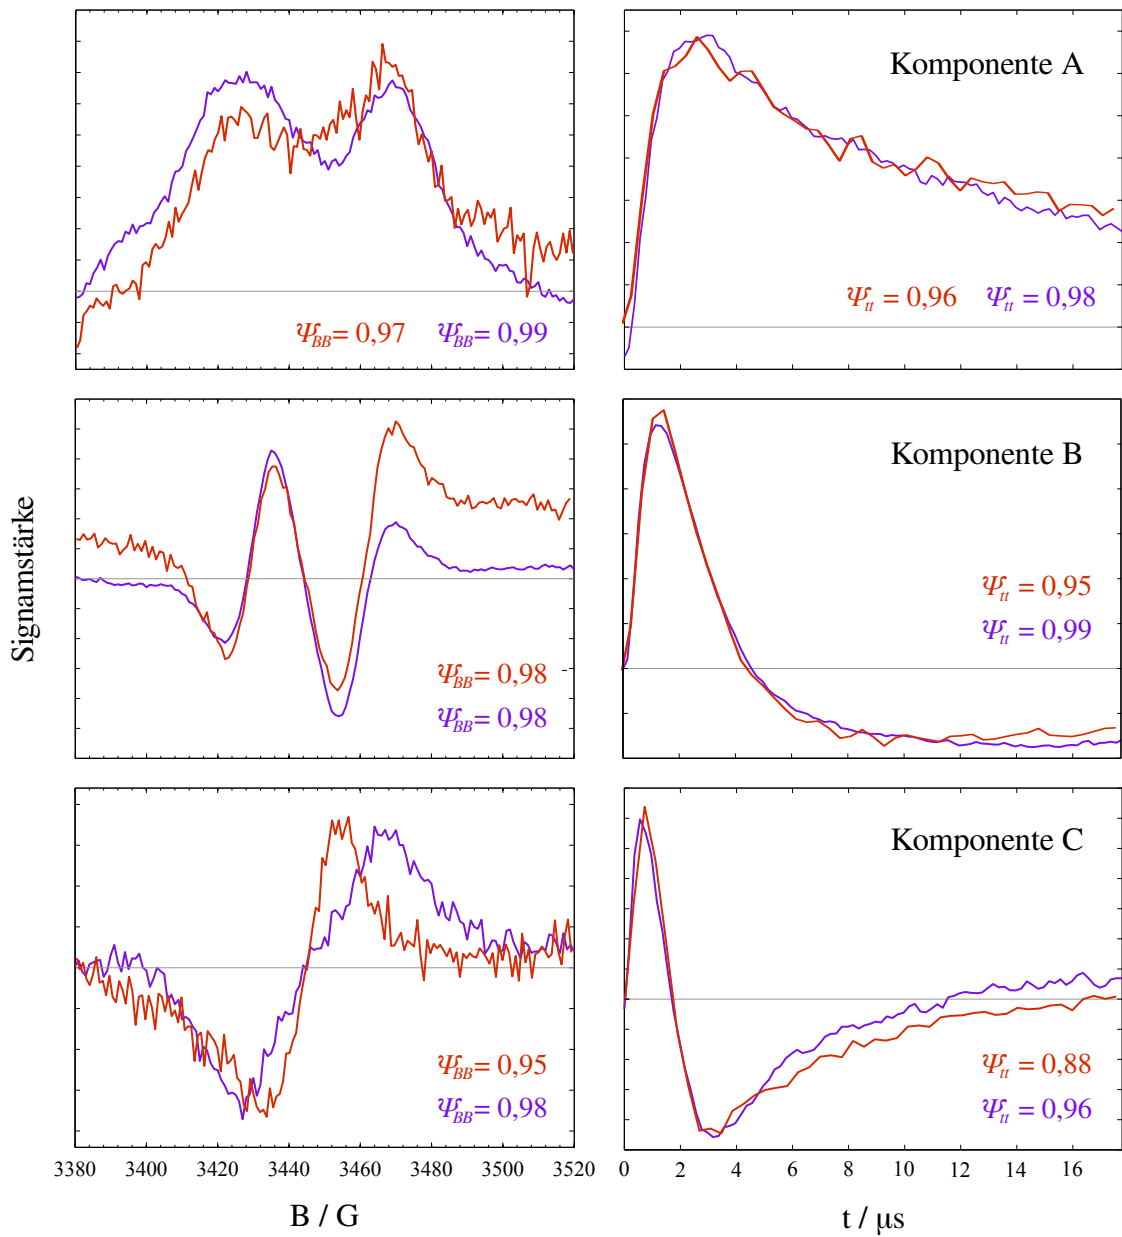 Komponente A
Ψ_BB = 0,97 Ψ_BB = 0,99
Ψ_tt = 0,96 Ψ_tt = 0,98
Signamstärke
Komponente B
Ψ_BB = 0,98
Ψ_BB = 0,98
Ψ_tt = 0,95
Ψ_tt = 0,99
Komponente C
Ψ_BB = 0,95
Ψ_BB = 0,98
Ψ_tt = 0,88
Ψ_tt = 0,96
3380 3400 3420 3440 3460 3480 3500 3520
0 2 4 6 8 10 12 14 16
B / G
t / μs